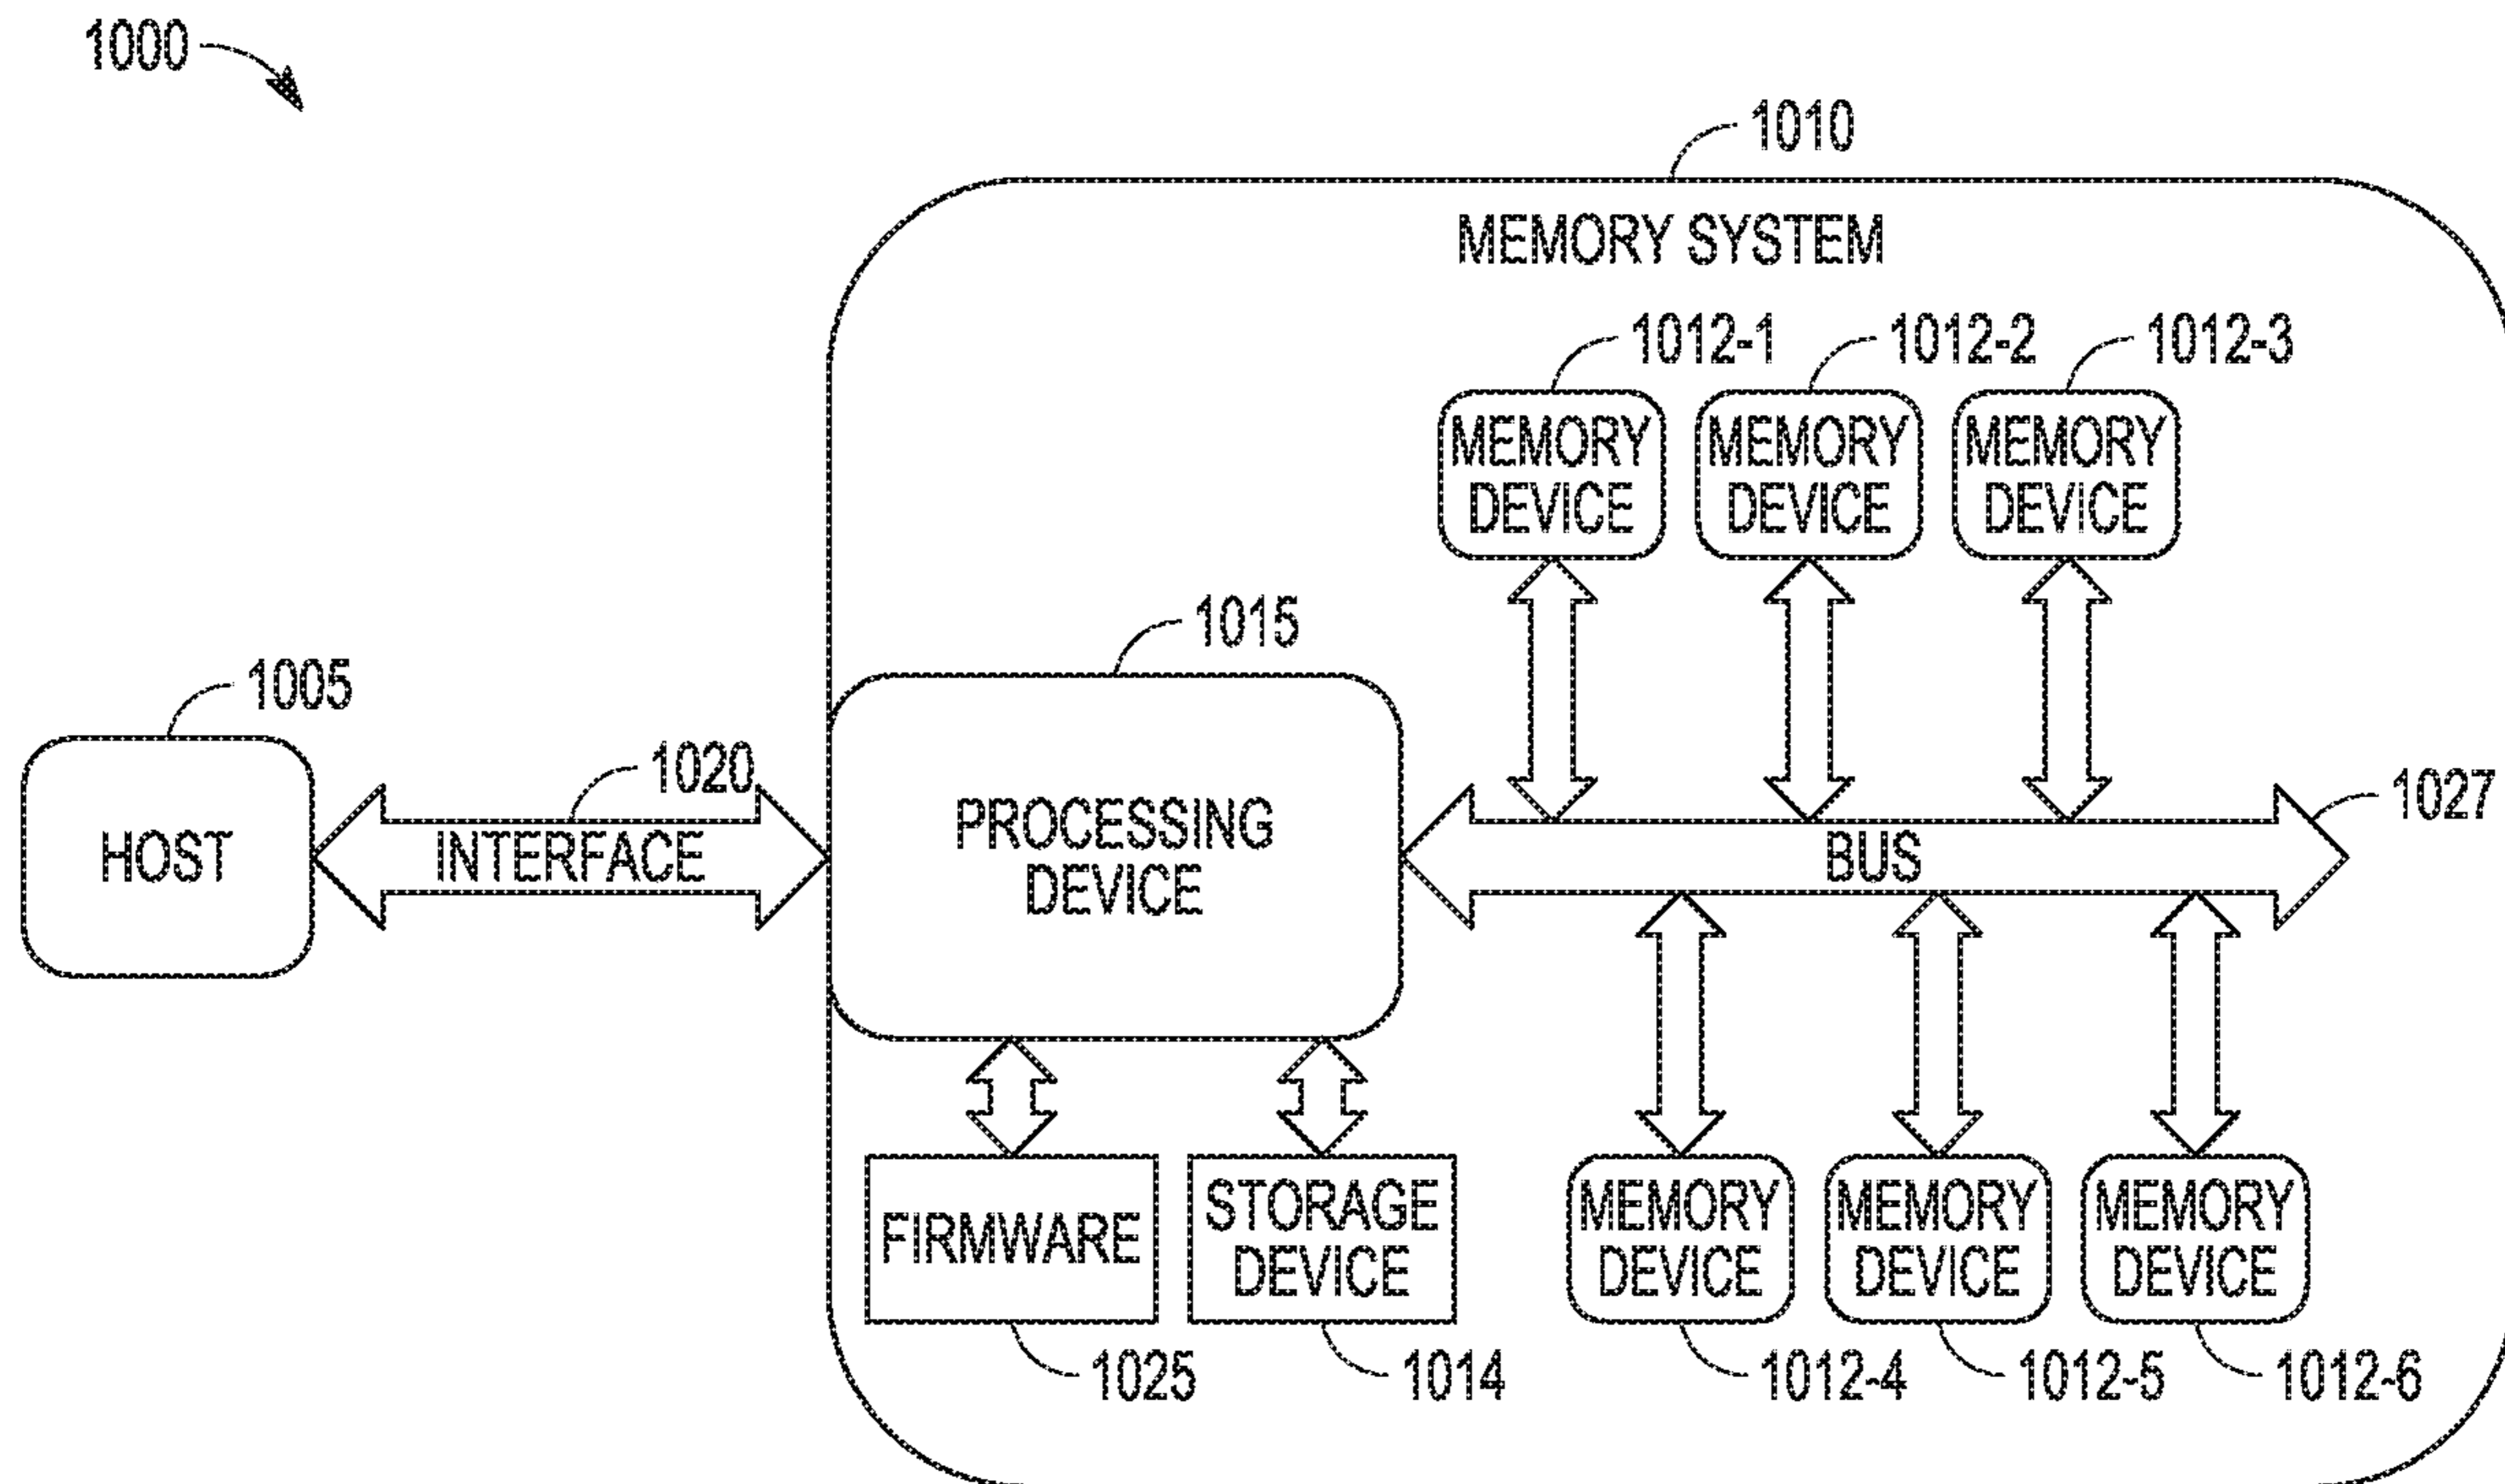 1000
1010
MEMORY SYSTEM
1012-1
1012-2
1012-3
MEMORY
DEVICE
MEMORY
DEVICE
MEMORY
DEVICE
1015
1005
1020
1027
HOST
INTERFACE
PROCESSING
DEVICE
BUS
FIRMWARE
STORAGE
DEVICE
MEMORY
DEVICE
MEMORY
DEVICE
MEMORY
DEVICE
1025
1014
1012-4
1012-5
1012-6